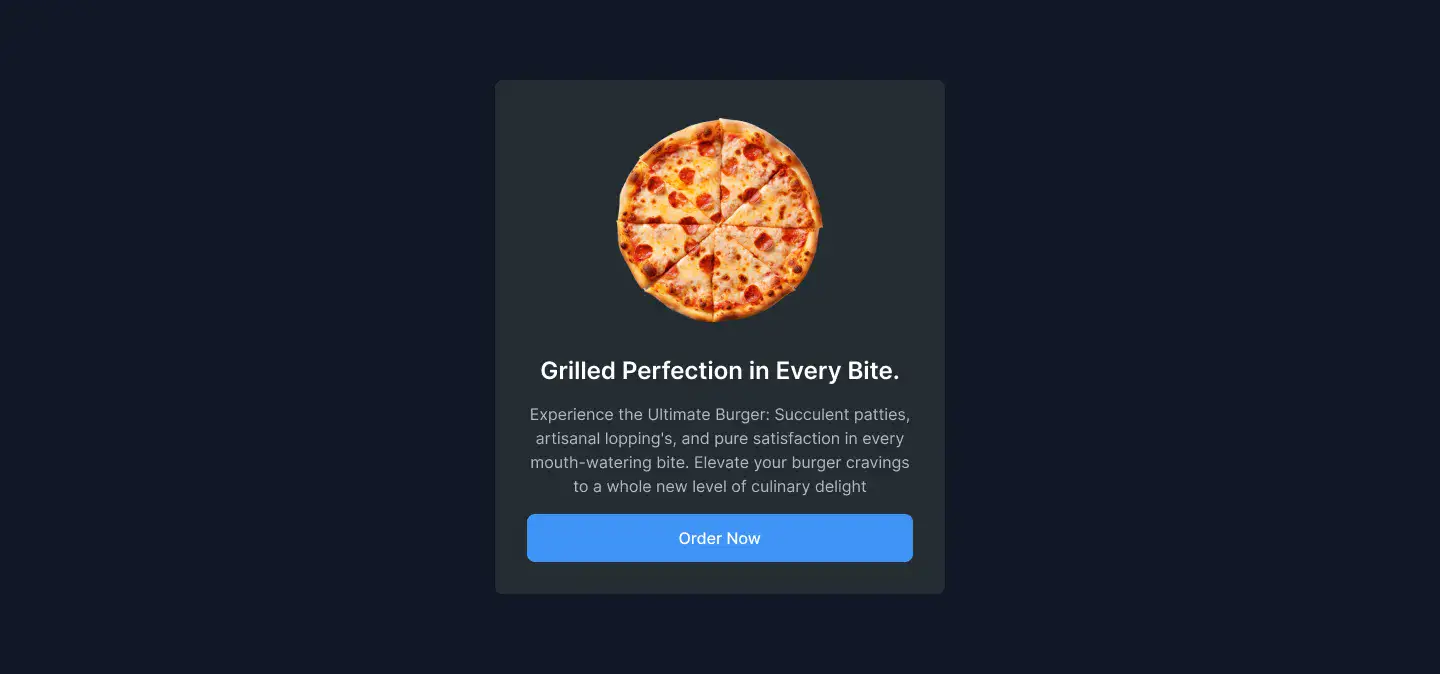 Grilled Perfection in Every Bite.
Experience the Ultimate Burger: Succulent patties,
artisanal lopping's, and pure satisfaction in every
mouth-watering bite. Elevate your burger cravings
to a whole new level of culinary delight
Order Now